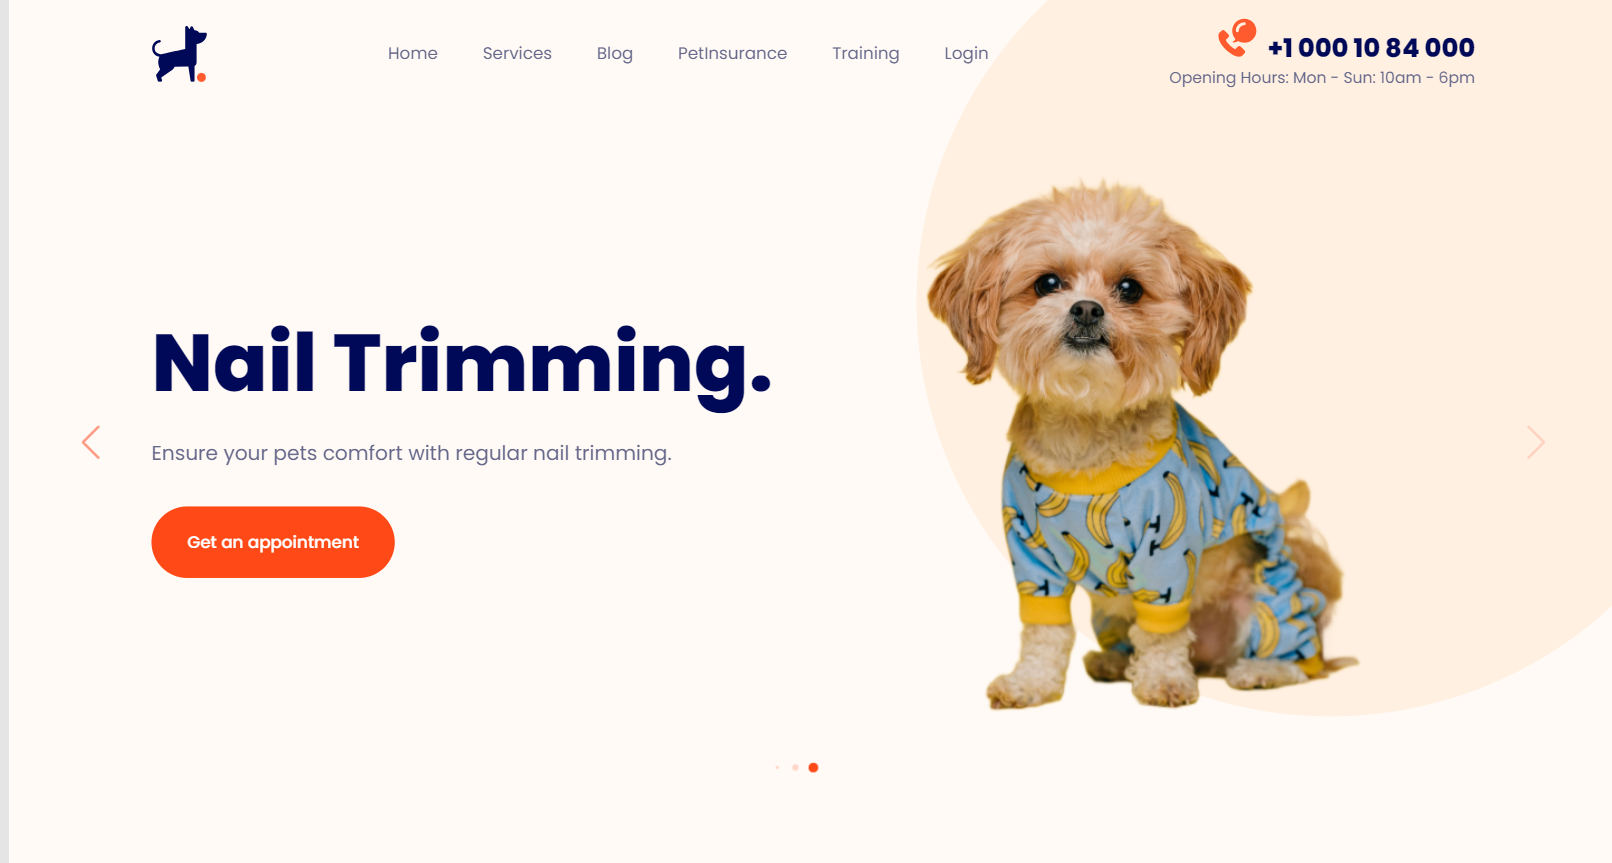 Home
Services
Blog
PetInsurance
Training
Login
+1 000 10 84 000
Opening Hours: Mon - Sun: 10am - 6pm
Nail Trimming.
Ensure your pets comfort with regular nail trimming.
Get an appointment